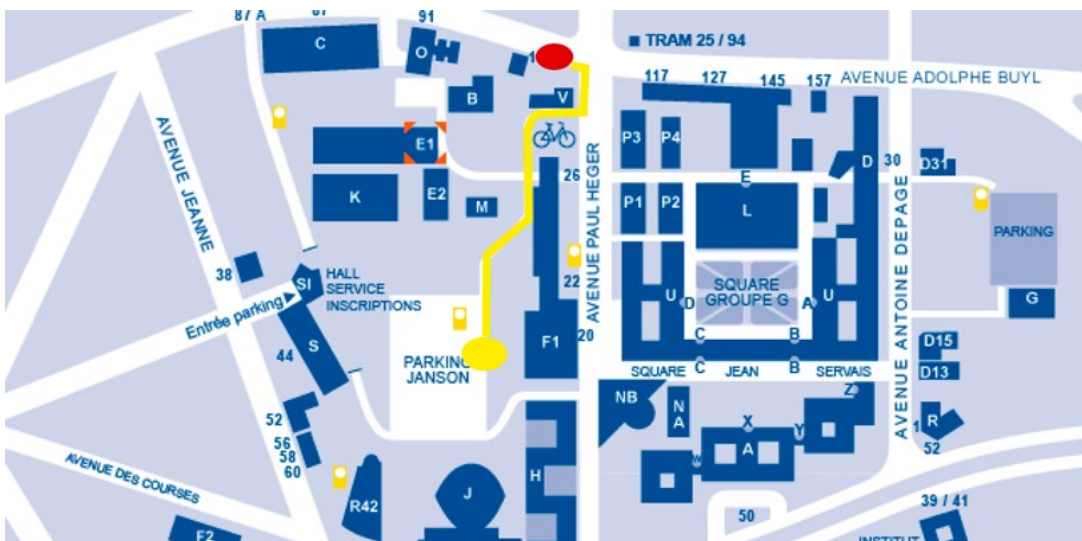 87 A
67
91
C
O
1
TRAM 25 / 94
117
127
145
157
AVENUE ADOLPHE BUYL
B
V
E1
P3
P4
D
30
D31
E
K
E2
M
26
P1
P2
L
AVENUE JEANNE
AVENUE PAUL HEGER
AVENUE ANTOINE DEPAGE
PARKING
38
SI
HALL
SERVICE
INSCRIPTIONS
22
U
D
SQUARE
GROUPE G
A
U
G
Entrée parking
S
44
20
F1
C
B
D15
PARKING
JANSON
SQUARE
C
JEAN
B
SERVAIS
D13
NB
N
A
Z
X
Y
R
1
52
52
56
58
60
A
W
AVENUE DES COURSES
R42
J
H
50
39 / 41
F2
INSTITUT